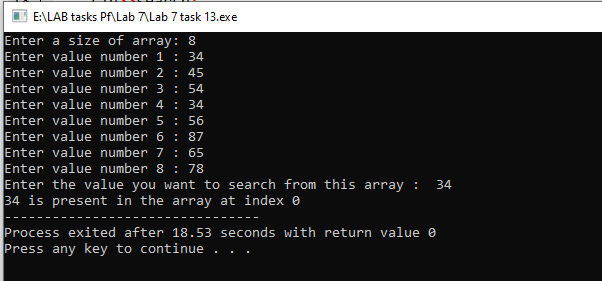 E:\LAB tasks Pf\Lab 7\Lab 7 task 13.exe
Enter a size of array: 8
Enter value number 1 : 34
Enter value number 2 : 45
Enter value number 3 : 54
Enter value number 4 : 34
Enter value number 5 : 56
Enter value number 6 : 87
Enter value number 7 : 65
Enter value number 8 : 78
Enter the value you want to search from this array :  34
34 is present in the array at index 0
--------------------------------
Process exited after 18.53 seconds with return value 0
Press any key to continue . . .